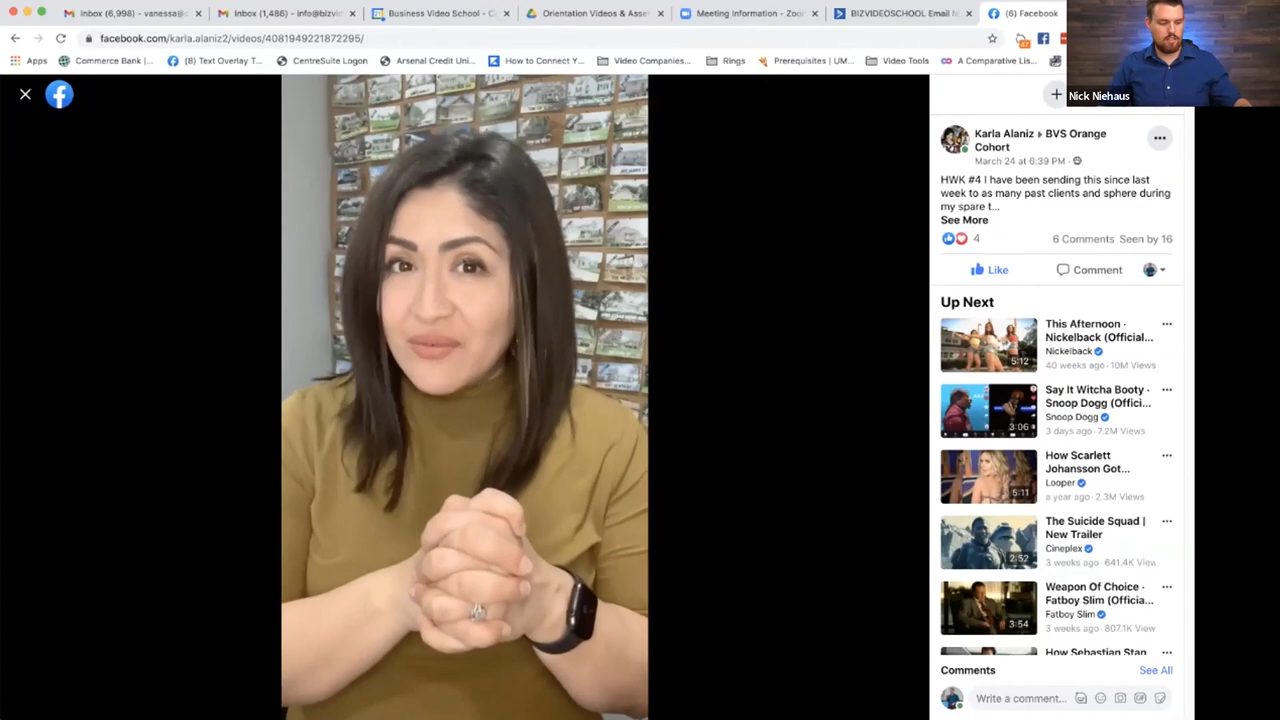 Inbox (6,998) - vanessa@
Inbox (1,486) - info@bizvi
Business Video School - C
Orientation Videos & Asse
Meeting Information - Zoo
BIZVIDEOSCHOOL Email M
(6) Facebook
facebook.com/karla.alaniz2/videos/4081949221872295/
47
Apps
Commerce Bank |...
(8) Text Overlay T...
CentreSuite Logon
Arsenal Credit Uni...
How to Connect Y...
Video Companies...
Rings
Prerequisites | UM...
Video Tools
A Comparative Lis...
Nick Niehaus
Karla Alaniz ▸ BVS Orange
Cohort
March 24 at 6:39 PM ·
HWK #4 I have been sending this since last
week to as many past clients and sphere during
my spare t...
See More
4
6 Comments Seen by 16
Like
Comment
Up Next
This Afternoon -
Nickelback (Official...
Nickelback
40 weeks ago · 10M Views
5:12
Say It Witcha Booty -
Snoop Dogg (Offici...
Snoop Dogg
3 days ago · 7.2M Views
3:06
How Scarlett
Johansson Got...
Looper
a year ago · 2.3M Views
5:11
The Suicide Squad |
New Trailer
Cineplex
3 weeks ago · 641.4K View
2:52
Weapon Of Choice -
Fatboy Slim (Officia...
Fatboy Slim
3 weeks ago · 807.1K View
3:54
How Sebastian Stan
Comments
See All
Write a comment...